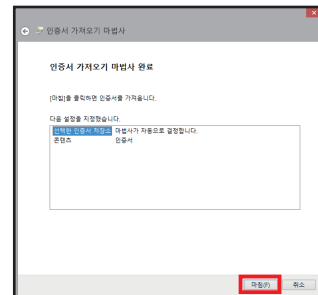 인증서 가져오기 마법사
인증서 가져오기 마법사 완료
[마침]을 클릭하면 인증서를 가져옵니다.
다음 설정을 지정했습니다.
선택한 인증서 저장소 마법사가 자동으로 결정합니다.
콘텐츠 인증서
마침(F) 취소